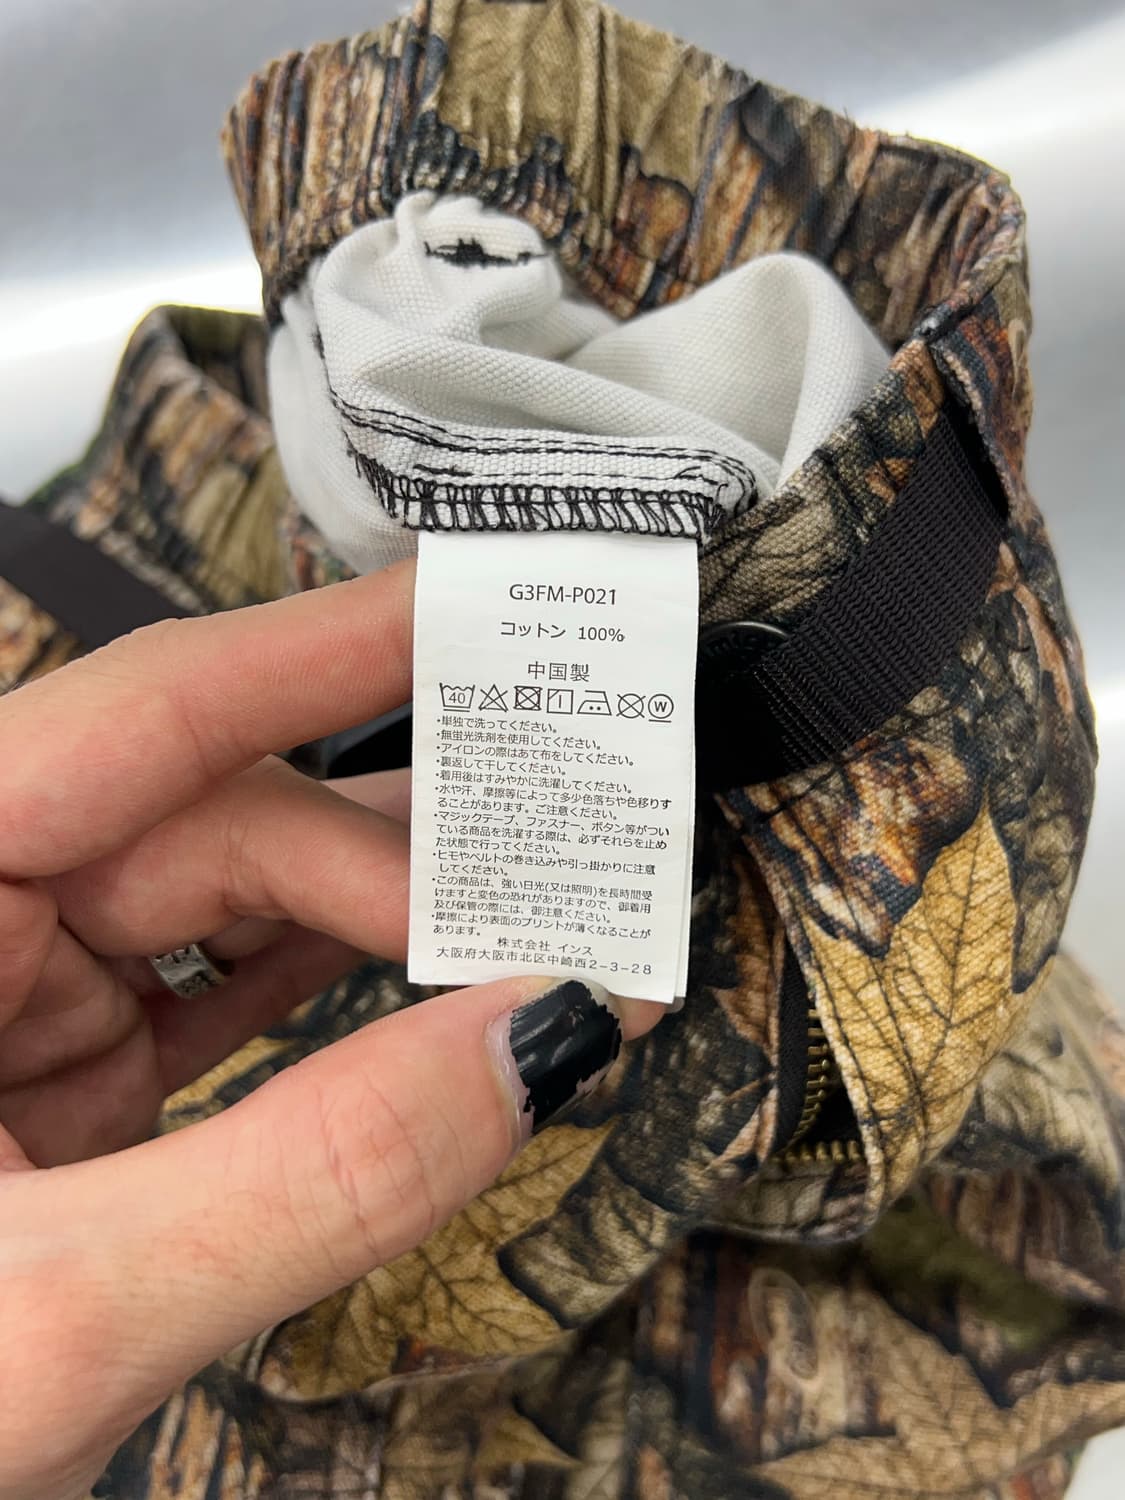 G3FM-P021
コットン 100%
中国製
40 W
・単独で洗ってください。
・無蛍光洗剤を使用してください。
・アイロンの際はあて布をしてください。
・裏返して干してください。
・着用後はすみやかに洗濯してください。
・水や汗、摩擦等によって多少色落ちや色移りす
ることがあります。ご注意ください。
・マジックテープ、ファスナー、ボタン等がつい
ている商品を洗濯する際は、必ずそれらを止め
た状態で行ってください。
・ヒモやベルトの巻き込みや引っ掛かりに注意
してください。
・この商品は、強い日光(又は照明)を長時間受
けますと変色の恐れがありますので、御着用
及び保管の際には、御注意ください。
・摩擦により表面のプリントが薄くなることが
あります。
株式会社 インス
大阪府大阪市北区中崎西2-3-28